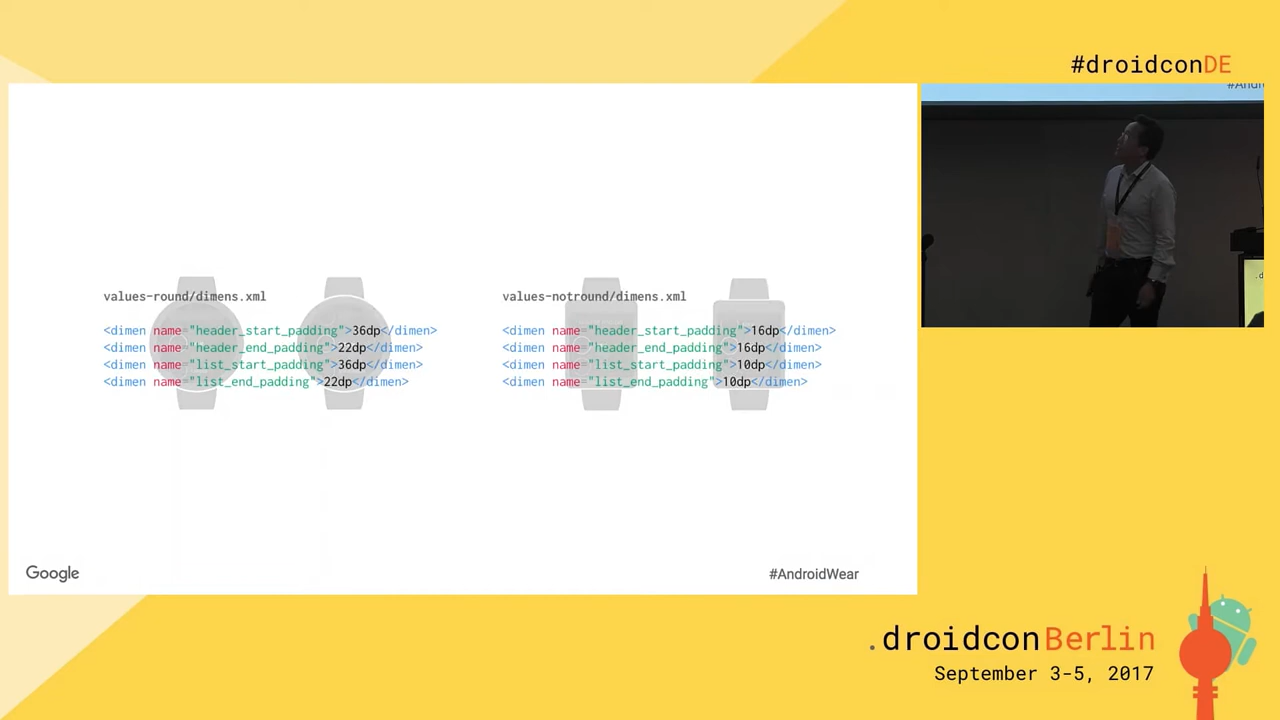 #droidconDE
values-round/dimens.xml
<dimen name="header_start_padding">36dp</dimen>
<dimen name="header_end_padding">22dp</dimen>
<dimen name="list_start_padding">36dp</dimen>
<dimen name="list_end_padding">22dp</dimen>
values-notround/dimens.xml
<dimen name="header_start_padding">16dp</dimen>
<dimen name="header_end_padding">16dp</dimen>
<dimen name="list_start_padding">10dp</dimen>
<dimen name="list_end_padding">10dp</dimen>
Google
#AndroidWear
.droidconBerlin
September 3-5, 2017